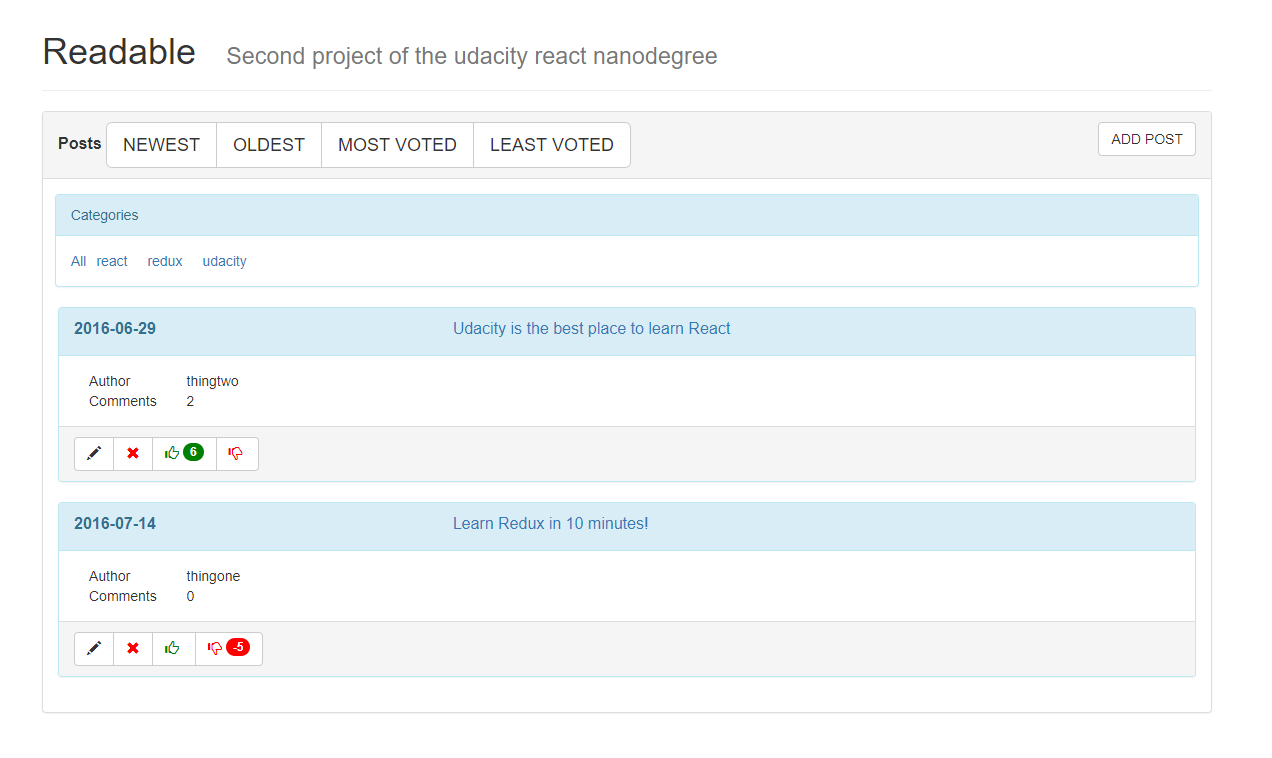 Readable Second project of the udacity react nanodegree
Posts NEWEST OLDEST MOST VOTED LEAST VOTED ADD POST
Categories
All react redux udacity
2016-06-29 Udacity is the best place to learn React
Author thingtwo
Comments 2
6
2016-07-14 Learn Redux in 10 minutes!
Author thingone
Comments 0
-5